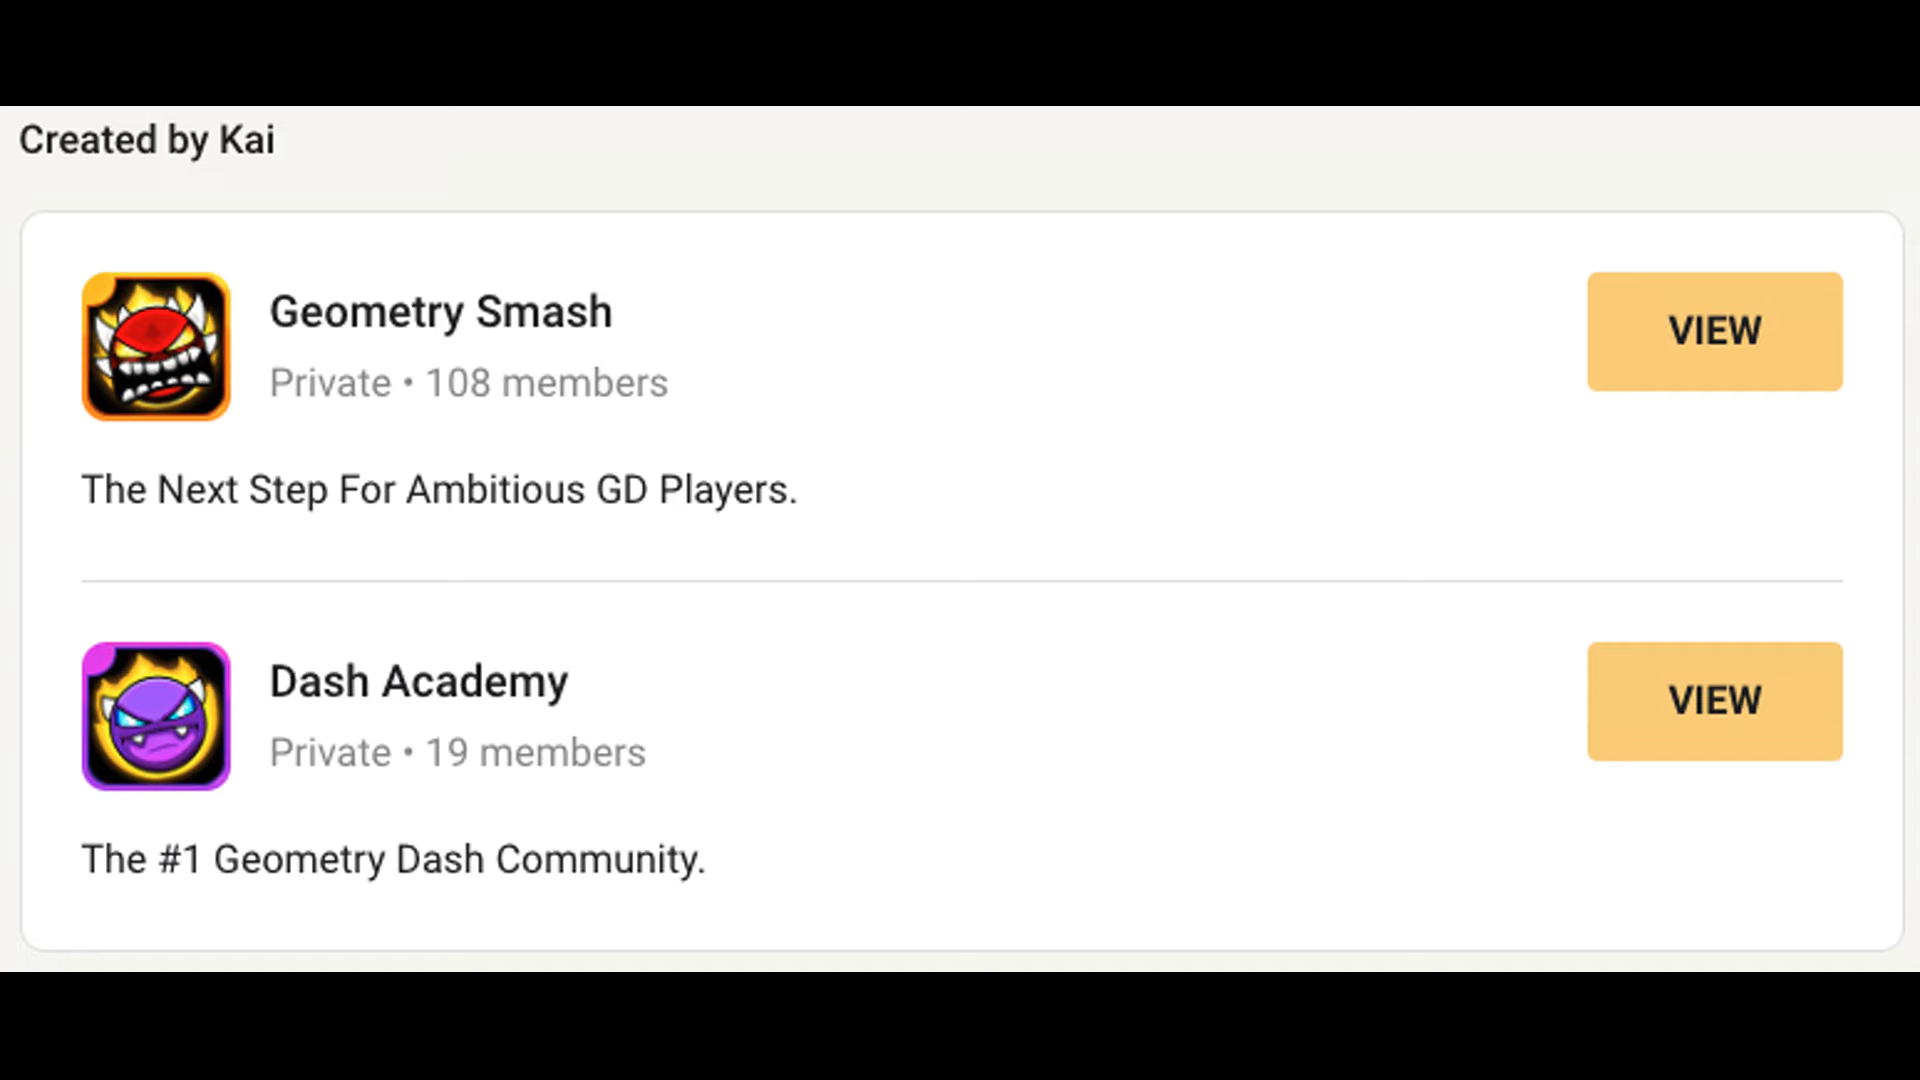 Created by Kai
Geometry Smash
Private • 108 members
VIEW
The Next Step For Ambitious GD Players.
Dash Academy
Private • 19 members
VIEW
The #1 Geometry Dash Community.